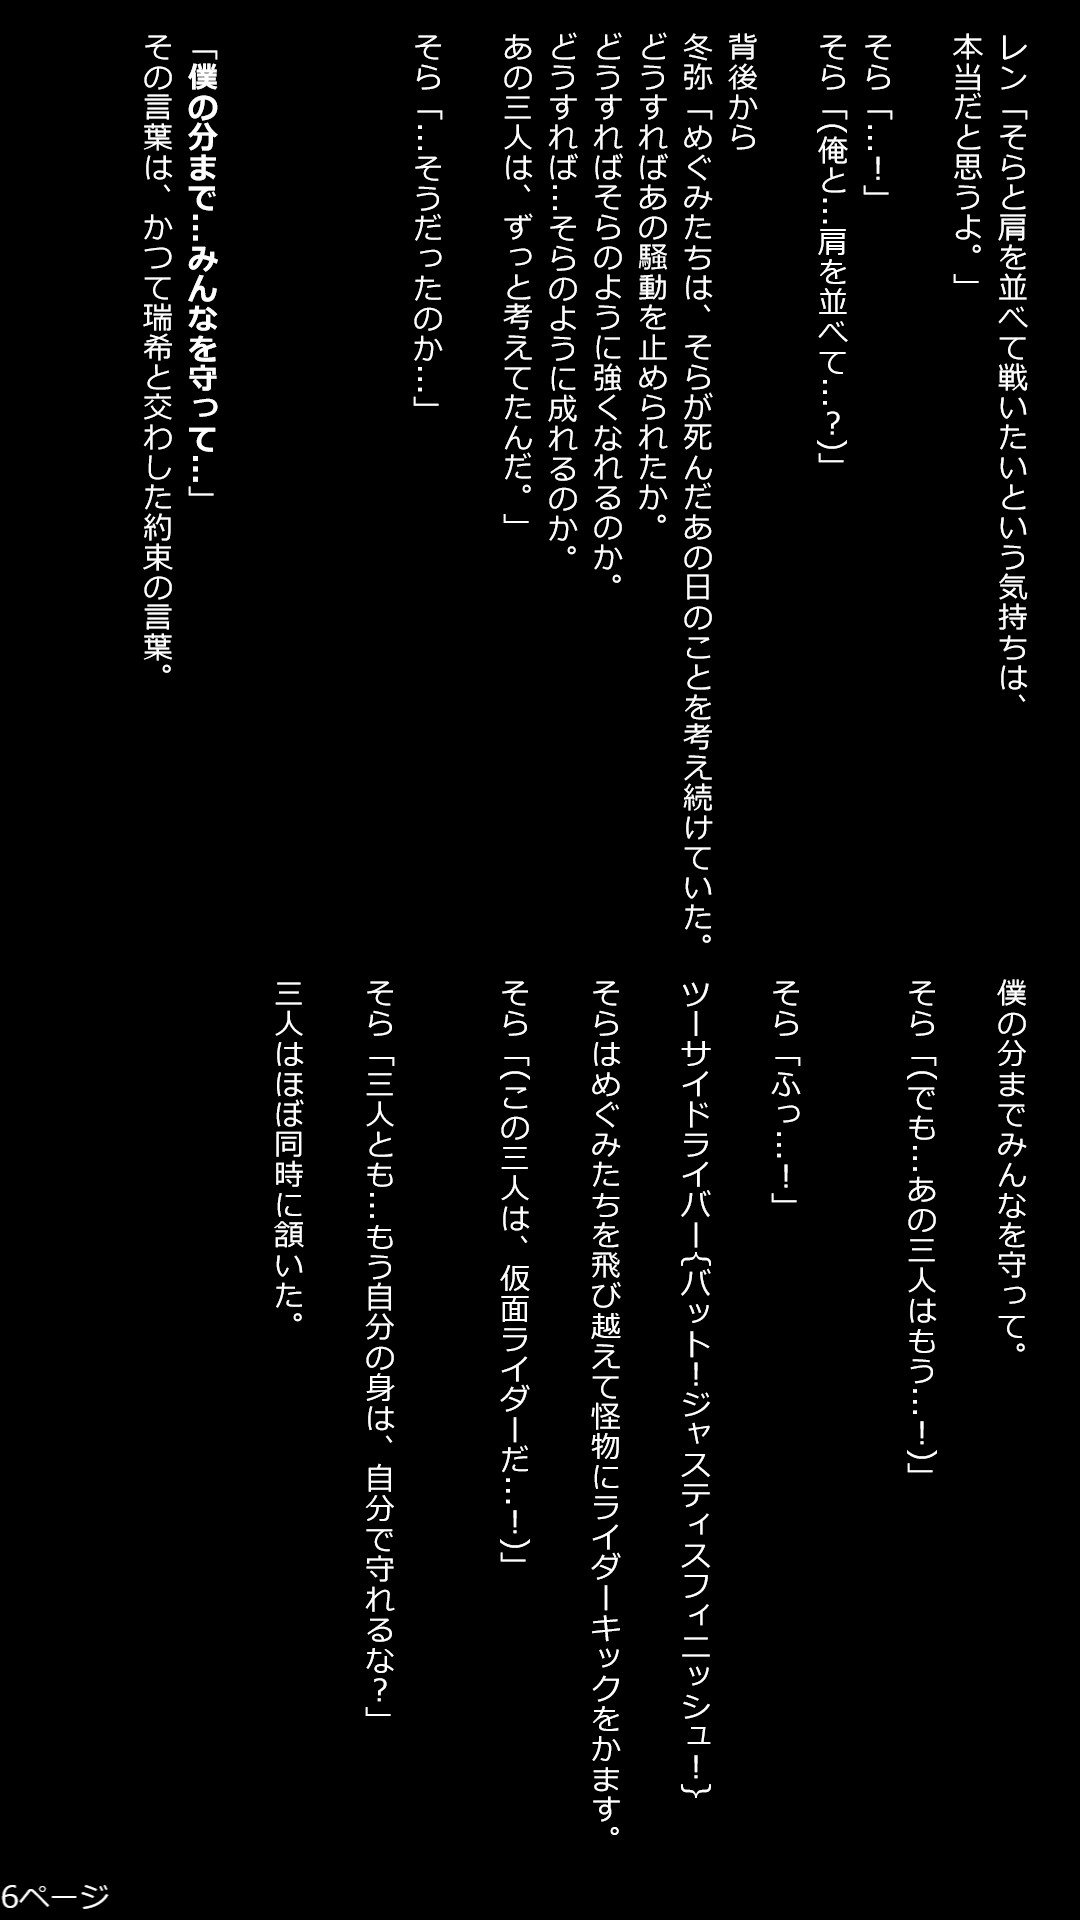 レン「そらと肩を並べて戦いたいという気持ちは、
本当だと思うよ。」
そら「…！」
そら「(俺と…肩を並べて…？)」
背後から
冬弥「めぐみたちは、そらが死んだあの日のことを考え続けていた。
どうすればあの騒動を止められたか。
どうすればそらのように強くなれるのか。
どうすれば…そらのように成れるのか。
あの三人は、ずっと考えてたんだ。」
そら「…そうだったのか…」
「僕の分まで…みんなを守って…」
その言葉は、かつて瑞希と交わした約束の言葉。
僕の分までみんなを守って。
そら「(でも…あの三人はもう…！)」
そら「ふっ…！」
ツーサイドライバー{バット！ジャスティスフィニッシュ！}
そらはめぐみたちを飛び越えて怪物にライダーキックをかます。
そら「(この三人は、仮面ライダーだ…！)」
そら「三人とも…もう自分の身は、自分で守れるな？」
三人はほぼ同時に頷いた。
6ページ